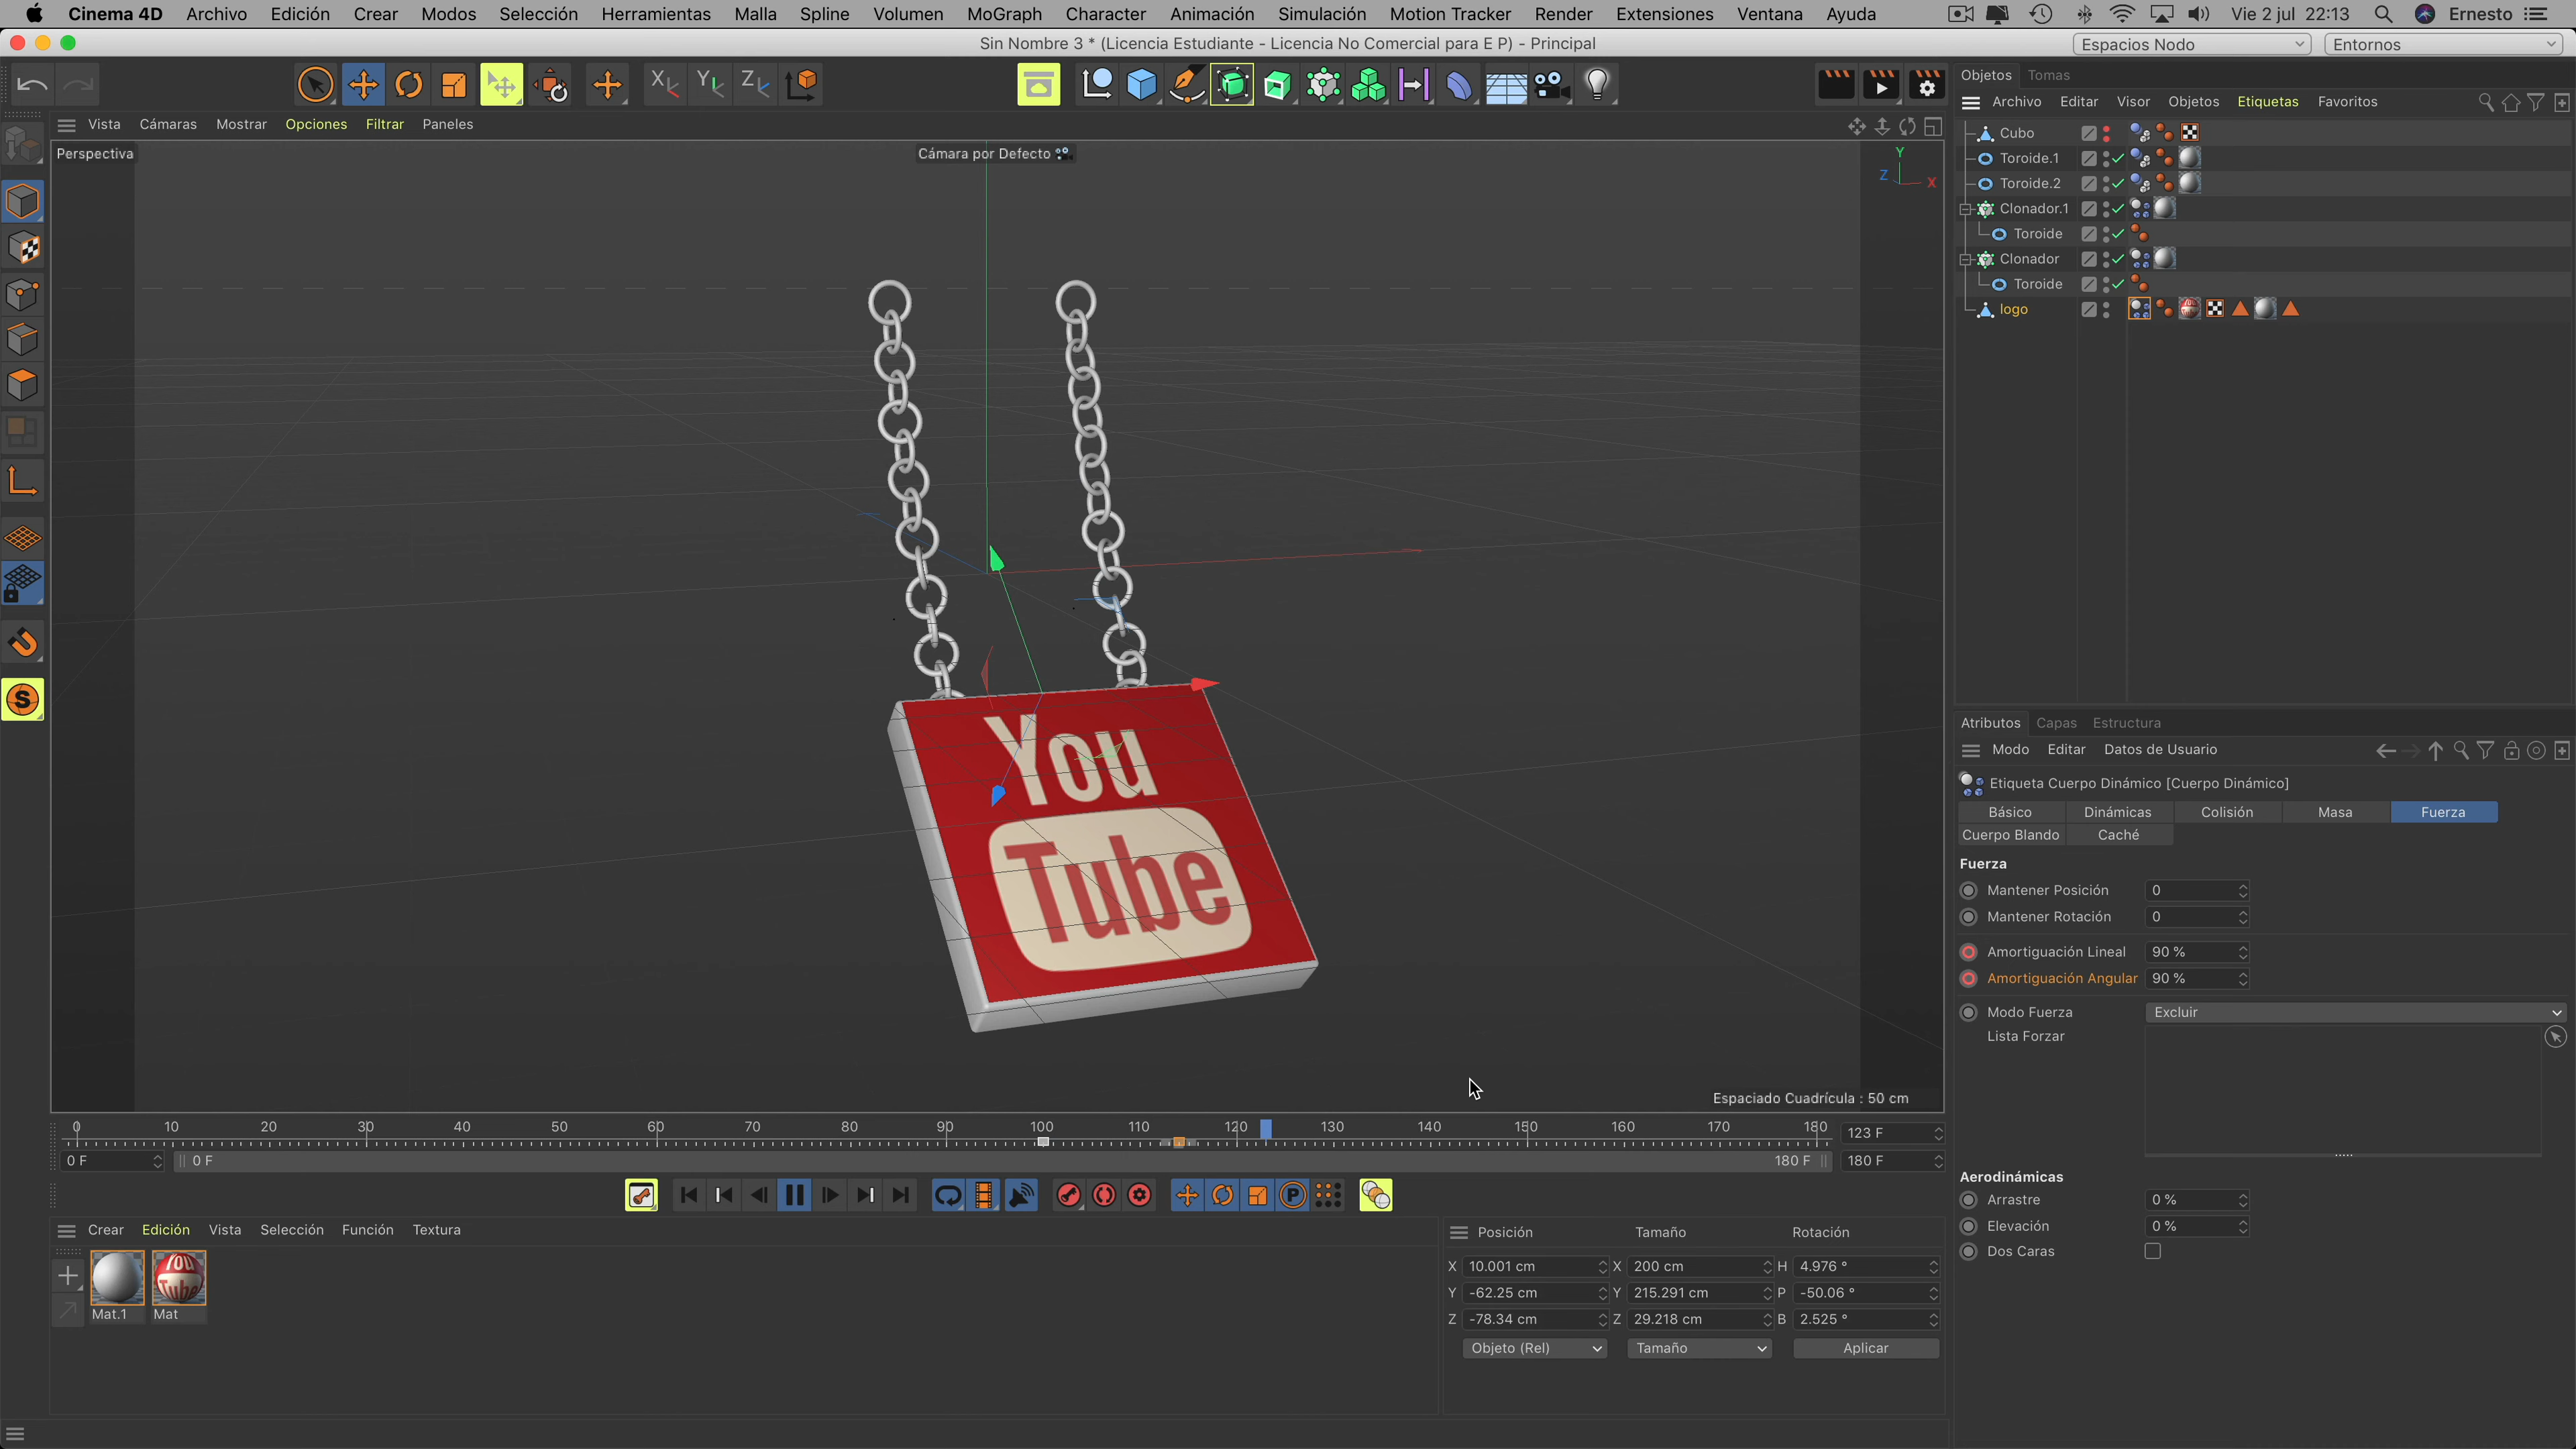 Cinema 4D Archivo Edición Crear Modos Selección Herramientas Malla Spline Volumen MoGraph Character Animación Simulación Motion Tracker Render Extensiones Ventana Ayuda Vie 2 jul 22:13 Ernesto
Sin Nombre 3 * (Licencia Estudiante - Licencia No Comercial para E P) - Principal
Espacios Nodo
Entornos
Objetos Tomas
Archivo Editar Visor Objetos Etiquetas Favoritos
Vista Cámaras Mostrar Opciones Filtrar Paneles
Perspectiva
Cámara por Defecto
Y
Z
X
Cubo
Toroide.1
Toroide.2
Clonador.1
Toroide
Clonador
Toroide
logo
You
Tube
Espaciado Cuadrícula : 50 cm
Atributos Capas Estructura
Modo Editar Datos de Usuario
Etiqueta Cuerpo Dinámico [Cuerpo Dinámico]
Básico Dinámicas Colisión Masa Fuerza
Cuerpo Blando Caché
Fuerza
Mantener Posición 0
Mantener Rotación 0
Amortiguación Lineal 90 %
Amortiguación Angular 90 %
Modo Fuerza Excluir
Lista Forzar
Aerodinámicas
Arrastre 0 %
Elevación 0 %
Dos Caras
0 10 20 30 40 50 60 70 80 90 100 110 120 130 140 150 160 170 180
123 F
0 F
0 F
180 F
180 F
Crear Edición Vista Selección Función Textura
Mat.1
Mat
Posición Tamaño Rotación
X 10.001 cm X 200 cm H 4.976 °
Y -62.25 cm Y 215.291 cm P -50.06 °
Z -78.34 cm Z 29.218 cm B 2.525 °
Objeto (Rel) Tamaño Aplicar